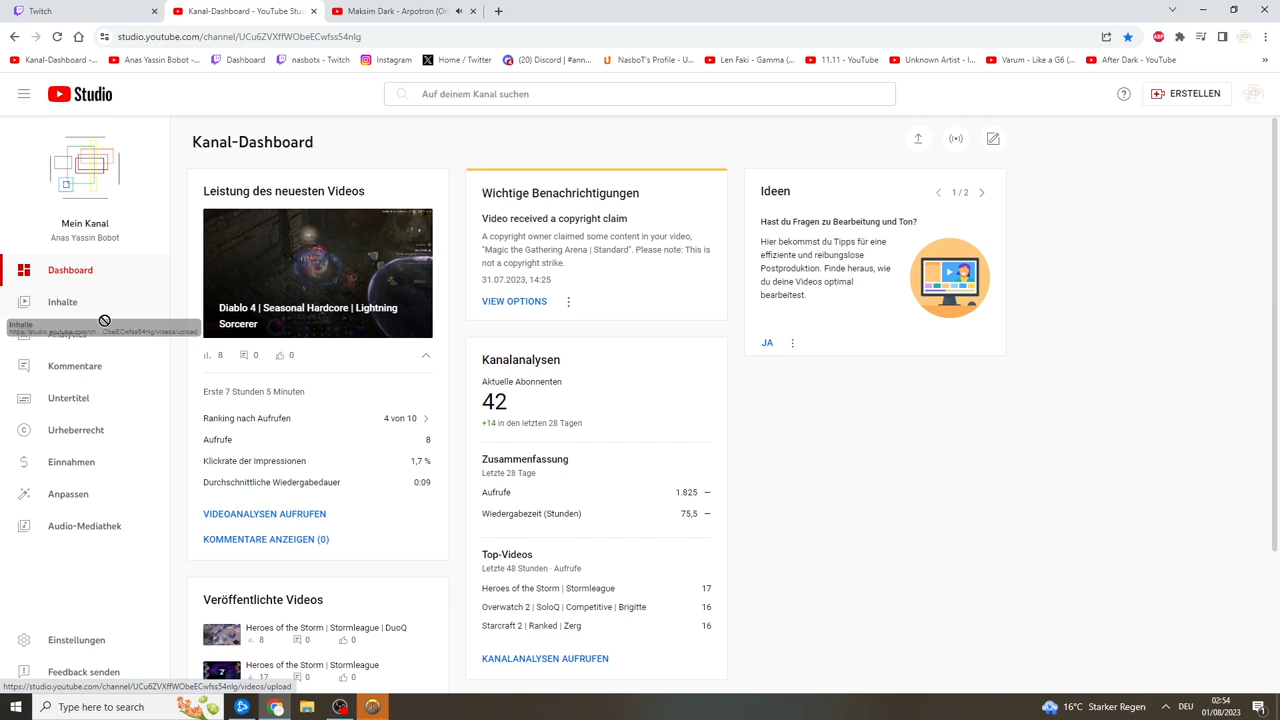 Twitch
Kanal-Dashboard - YouTube Stu
Maksim Dark - Arpotron (Or
studio.youtube.com/channel/UCu6ZVXffWObeECwfss54nlg
Kanal-Dashboard -...
Anas Yassin Bobot -...
Dashboard
nasbotx - Twitch
Instagram
Home / Twitter
(20) Discord | #ann...
NasboT's Profile - U...
Len Faki - Gamma (...
11.11 - YouTube
Unknown Artist - I...
Varum - Like a G6 (...
After Dark - YouTube
Studio
Auf deinem Kanal suchen
ERSTELLEN
Mein Kanal
Anas Yassin Bobot
Dashboard
Inhalte
Inhalte
https://studio.youtube.com/ch...ObeECwfss54nlg/videos/upload
Analytics
Kommentare
Untertitel
Urheberrecht
Einnahmen
Anpassen
Audio-Mediathek
Einstellungen
Feedback senden
Kanal-Dashboard
Leistung des neuesten Videos
Diablo 4 | Seasonal Hardcore | Lightning
Sorcerer
8 0 0
Erste 7 Stunden 5 Minuten
Ranking nach Aufrufen 4 von 10
Aufrufe 8
Klickrate der Impressionen 1,7 %
Durchschnittliche Wiedergabedauer 0:09
VIDEOANALYSEN AUFRUFEN
KOMMENTARE ANZEIGEN (0)
Veröffentlichte Videos
Heroes of the Storm | Stormleague | DuoQ
8 0 0
Heroes of the Storm | Stormleague
17 0 0
Wichtige Benachrichtigungen
Video received a copyright claim
A copyright owner claimed some content in your video,
"Magic the Gathering Arena | Standard". Please note: This is
not a copyright strike.
31.07.2023, 14:25
VIEW OPTIONS
Kanalanalysen
Aktuelle Abonnenten
42
+14 in den letzten 28 Tagen
Zusammenfassung
Letzte 28 Tage
Aufrufe 1.825 —
Wiedergabezeit (Stunden) 75,5 —
Top-Videos
Letzte 48 Stunden · Aufrufe
Heroes of the Storm | Stormleague 17
Overwatch 2 | SoloQ | Competitive | Brigitte 16
Starcraft 2 | Ranked | Zerg 16
KANALANALYSEN AUFRUFEN
Ideen
1 / 2
Hast du Fragen zu Bearbeitung und Ton?
Hier bekommst du Tipps für eine
effiziente und reibungslose
Postproduktion. Finde heraus, wie
du deine Videos optimal
bearbeitest.
JA
https://studio.youtube.com/channel/UCu6ZVXffWObeECwfss54nlg/videos/upload
Type here to search
16°C Starker Regen
DEU
02:54
01/08/2023
1